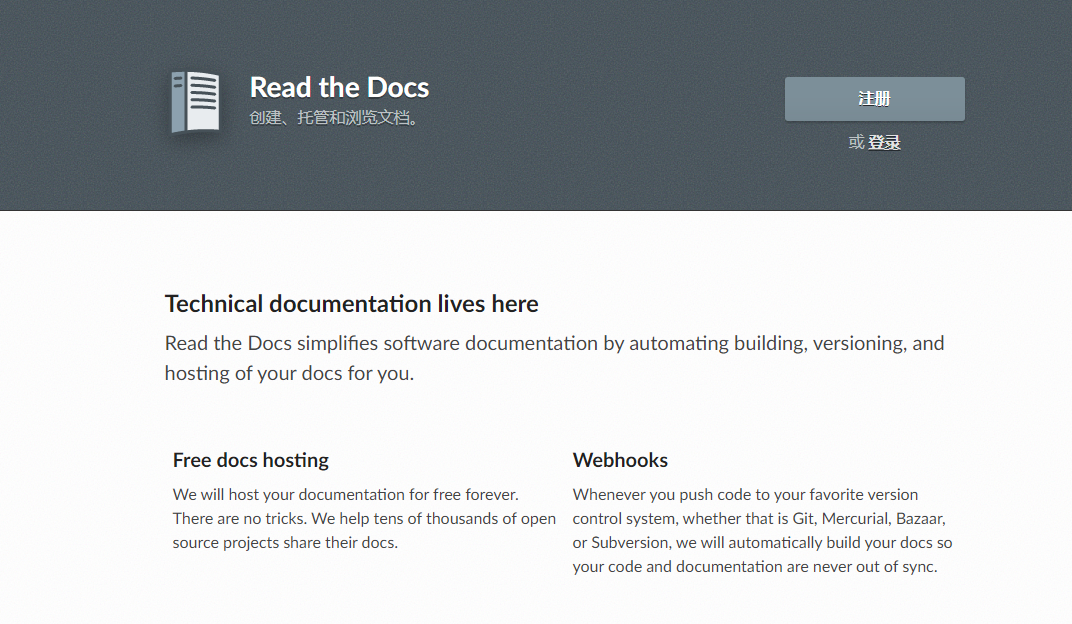 Read the Docs
创建、托管和浏览文档。
注册
或 登录
Technical documentation lives here
Read the Docs simplifies software documentation by automating building, versioning, and
hosting of your docs for you.
Free docs hosting
We will host your documentation for free forever.
There are no tricks. We help tens of thousands of open
source projects share their docs.
Webhooks
Whenever you push code to your favorite version
control system, whether that is Git, Mercurial, Bazaar,
or Subversion, we will automatically build your docs so
your code and documentation are never out of sync.